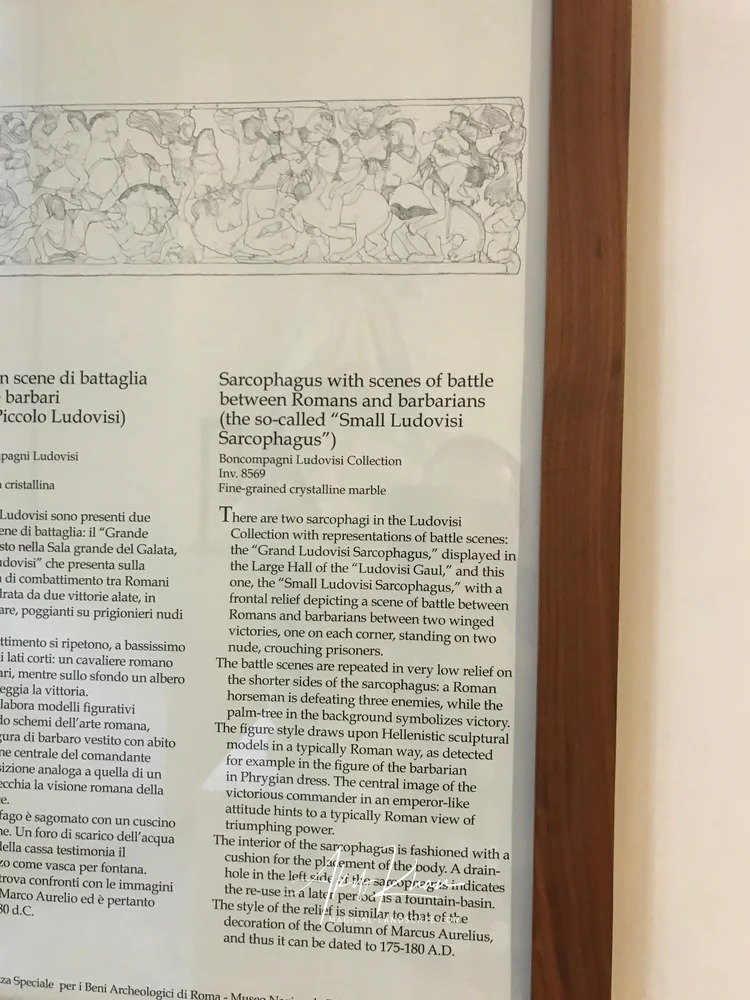 n scene di battaglia
barbari
Piccolo Ludovisi)
pagni Ludovisi
cristallina
Ludovisi sono presenti due
ene di battaglia: il “Grande
sto nella Sala grande del Galata,
udovisi” che presenta sulla
di combattimento tra Romani
drata da due vittorie alate, in
are, poggianti su prigionieri nudi
ttimento si ripetono, a bassissimo
i lati corti: un cavaliere romano
ari, mentre sullo sfondo un albero
eggia la vittoria.
labora modelli figurativi
do schemi dell’arte romana,
gura di barbaro vestito con abito
ne centrale del comandante
sizione analoga a quella di un
ecchia la visione romana della
e.
fago è sagomato con un cuscino
ne. Un foro di scarico dell’acqua
della cassa testimonia il
zo come vasca per fontana.
trova confronti con le immagini
Marco Aurelio ed è pertanto
80 d.C.
Sarcophagus with scenes of battle
between Romans and barbarians
(the so-called “Small Ludovisi
Sarcophagus”)
Boncompagni Ludovisi Collection
Inv. 8569
Fine-grained crystalline marble
There are two sarcophagi in the Ludovisi
Collection with representations of battle scenes:
the “Grand Ludovisi Sarcophagus,” displayed in
the Large Hall of the “Ludovisi Gaul,” and this
one, the “Small Ludovisi Sarcophagus,” with a
frontal relief depicting a scene of battle between
Romans and barbarians between two winged
victories, one on each corner, standing on two
nude, crouching prisoners.
The battle scenes are repeated in very low relief on
the shorter sides of the sarcophagus: a Roman
horseman is defeating three enemies, while the
palm-tree in the background symbolizes victory.
The figure style draws upon Hellenistic sculptural
models in a typically Roman way, as detected
for example in the figure of the barbarian
in Phrygian dress. The central image of the
victorious commander in an emperor-like
attitude hints to a typically Roman view of
triumphing power.
The interior of the sarcophagus is fashioned with a
cushion for the placement of the body. A drain-
hole in the left side of the sarcophagus indicates
the re-use in a later period as a fountain-basin.
The style of the relief is similar to that of the
decoration of the Column of Marcus Aurelius,
and thus it can be dated to 175-180 A.D.
za Speciale per i Beni Archeologici di Roma - Museo